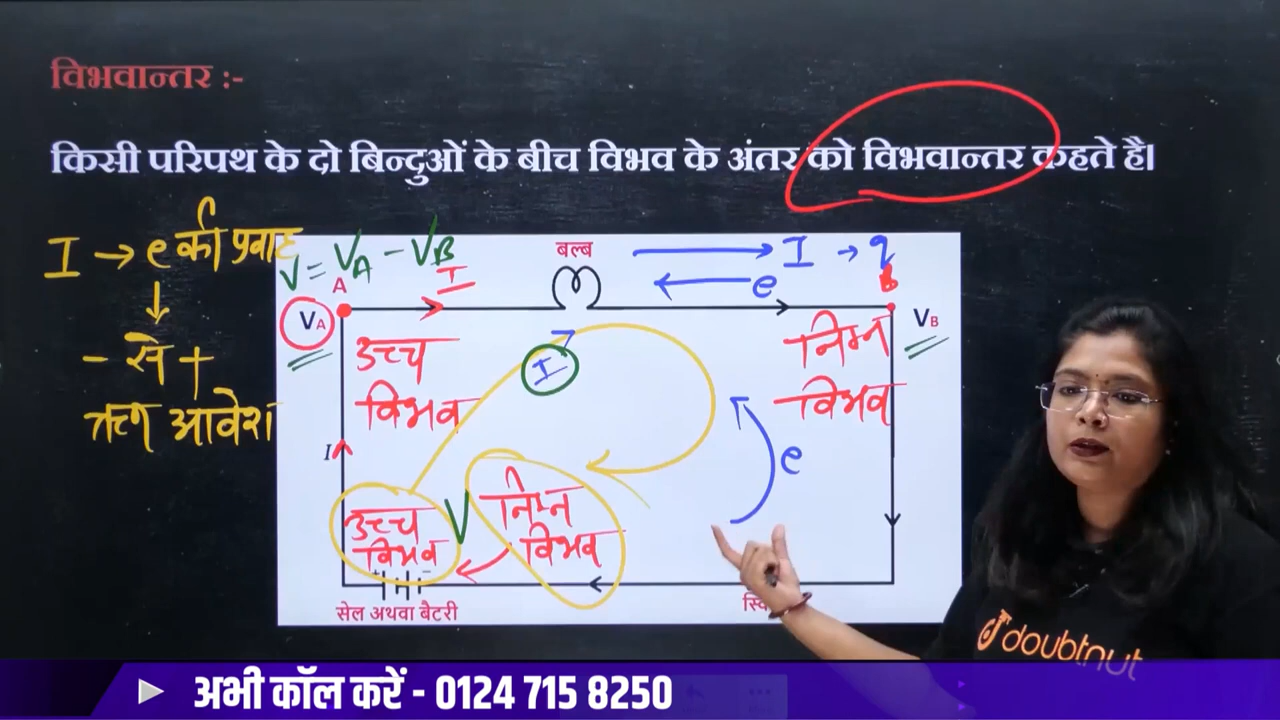 विभवान्तर :-
किसी परिपथ के दो बिन्दुओं के बीच विभव के अंतर को विभवान्तर कहते है।
I → e की प्रवाह
↓
- से +
ऋण आवेश
V = VA - VB
बल्ब
I → q
e
A
I
B
VA
VB
उच्च
विभव
निम्न
विभव
I
I
e
उच्च
विभव
V
निम्न
विभव
सेल अथवा बैटरी
doubtnut
अभी कॉल करें - 0124 715 8250